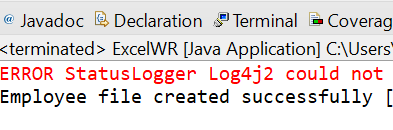 @ Javadoc Declaration Terminal Coverag
<terminated> ExcelWR [Java Application] C:\Users\
ERROR StatusLogger Log4j2 could not
Employee file created successfully [